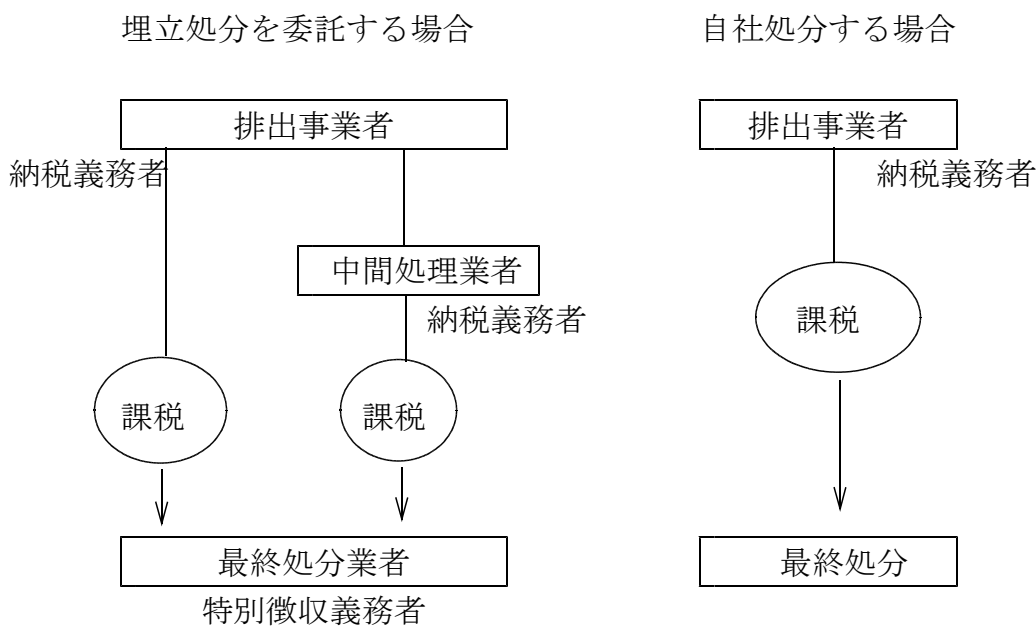 埋立処分を委託する場合
排出事業者
納税義務者
中間処理業者
納税義務者
課税
課税
最終処分業者
特別徴収義務者
自社処分する場合
排出事業者
納税義務者
課税
最終処分